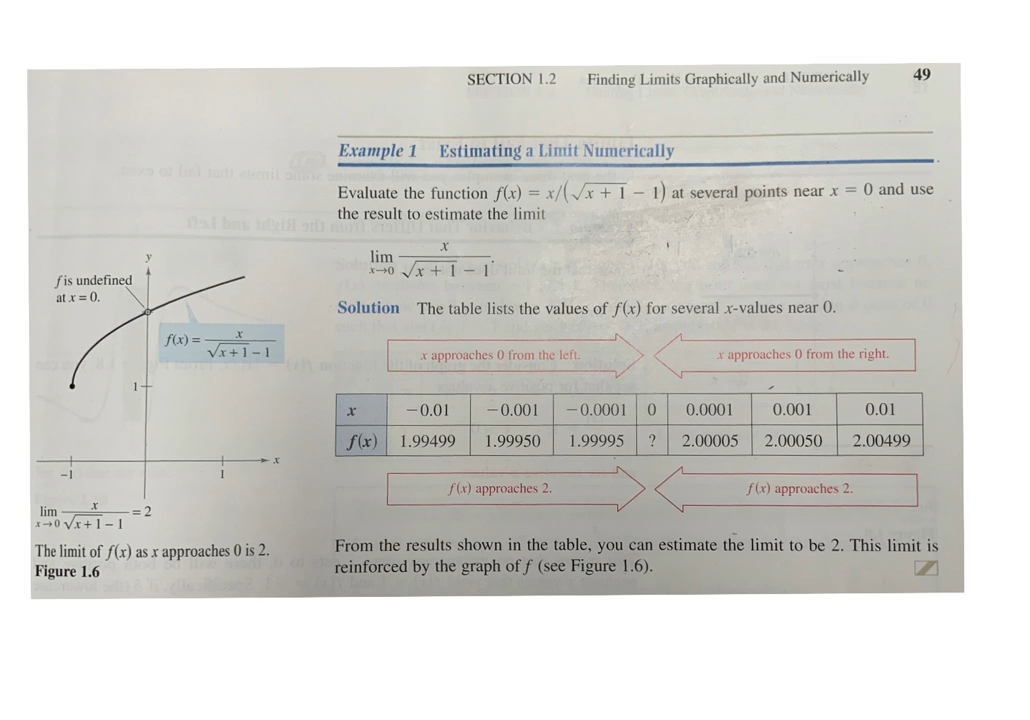 SECTION 1.2 Finding Limits Graphically and Numerically 49
Example 1 Estimating a Limit Numerically
Evaluate the function f(x) = x/(√x + 1 − 1) at several points near x = 0 and use
the result to estimate the limit
lim x→0 x / √x + 1 − 1.
Solution The table lists the values of f(x) for several x-values near 0.
x approaches 0 from the left. x approaches 0 from the right.
x −0.01 −0.001 −0.0001 0 0.0001 0.001 0.01
f(x) 1.99499 1.99950 1.99995 ? 2.00005 2.00050 2.00499
f(x) approaches 2. f(x) approaches 2.
From the results shown in the table, you can estimate the limit to be 2. This limit is
reinforced by the graph of f (see Figure 1.6).
y
f is undefined
at x = 0.
f(x) = x / √x + 1 − 1
1
x
−1 1
lim x→0 x / √x + 1 − 1 = 2
The limit of f(x) as x approaches 0 is 2.
Figure 1.6